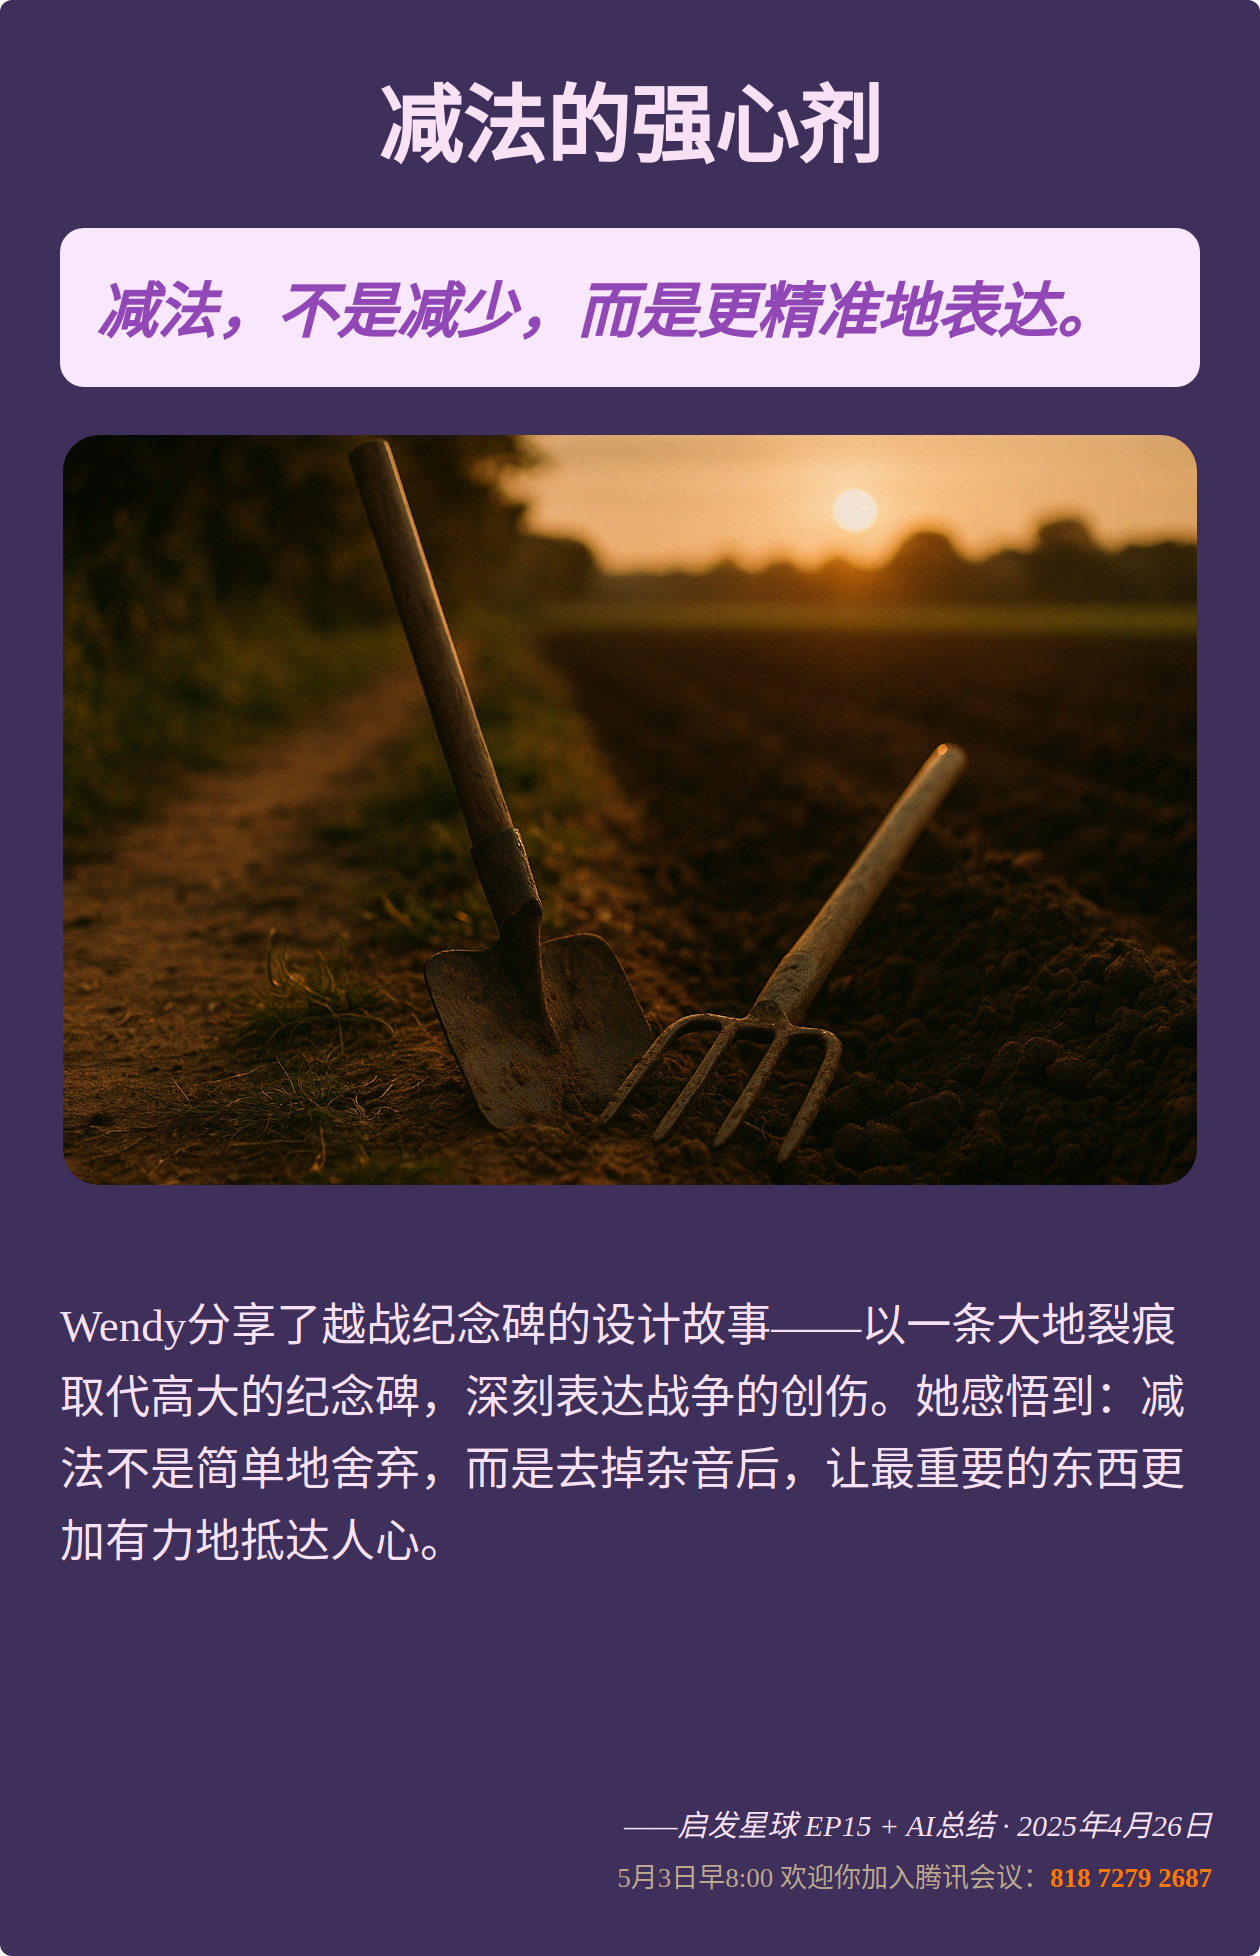 减法的强心剂
减法，不是减少，而是更精准地表达。
Wendy分享了越战纪念碑的设计故事——以一条大地裂痕
取代高大的纪念碑，深刻表达战争的创伤。她感悟到：减
法不是简单地舍弃，而是去掉杂音后，让最重要的东西更
加有力地抵达人心。
——启发星球 EP15 + AI总结 · 2025年4月26日
5月3日早8:00 欢迎你加入腾讯会议：818 7279 2687